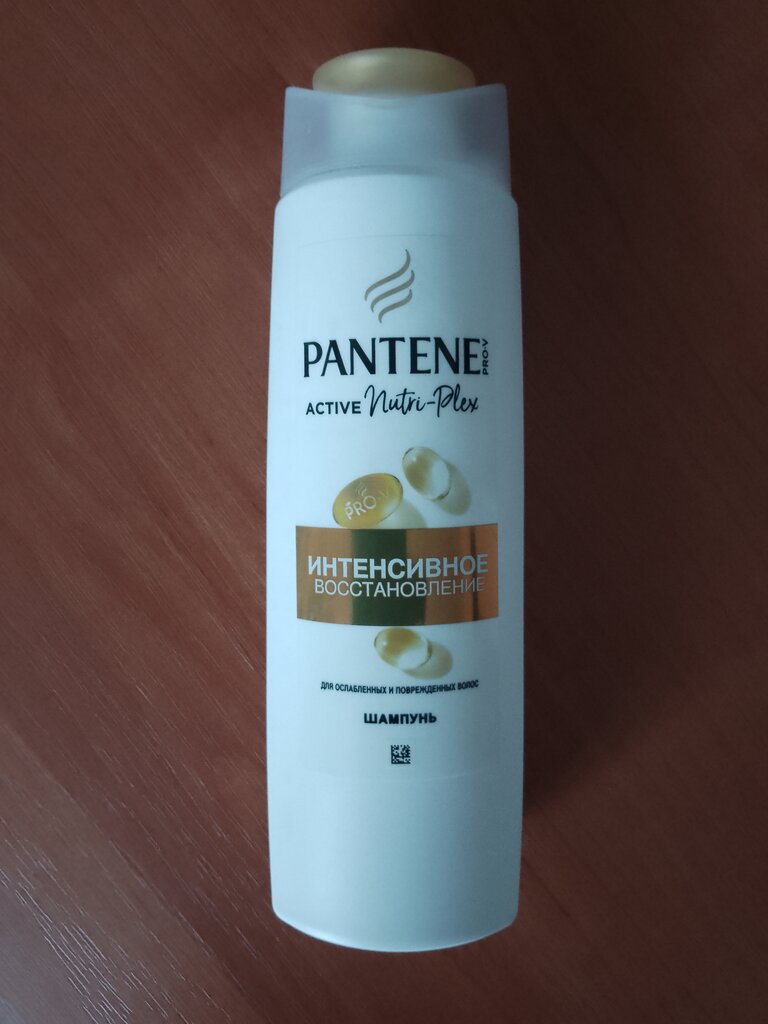 PANTENE PRO-V
ACTIVE Nutri-Plex
PRO-V
ИНТЕНСИВНОЕ
ВОССТАНОВЛЕНИЕ
ДЛЯ ОСЛАБЛЕННЫХ И ПОВРЕЖДЕННЫХ ВОЛОС
ШАМПУНЬ